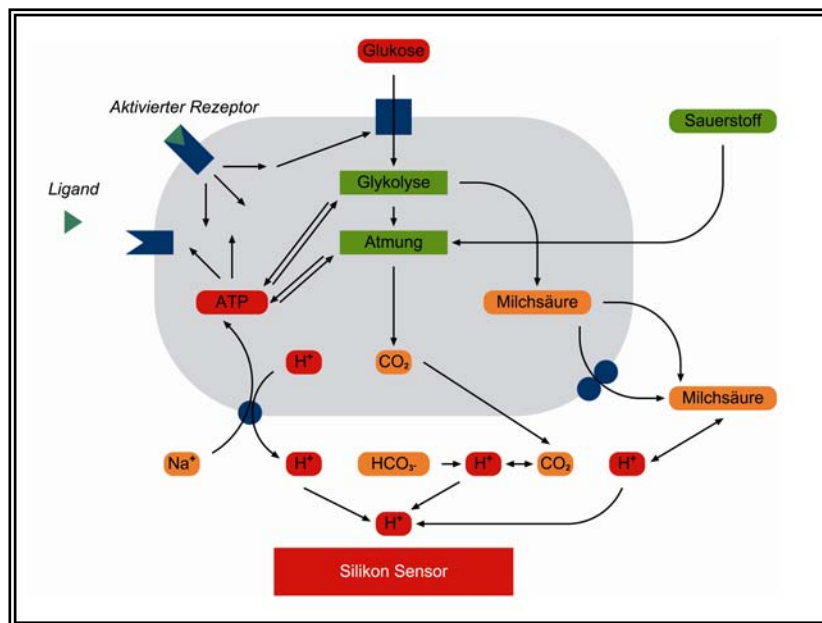 Glukose
Aktivierter Rezeptor
Sauerstoff
Ligand
Glykolyse
Atmung
ATP
Milchsäure
H⁺
CO₂
Milchsäure
Na⁺
H⁺
HCO₃-
H⁺
CO₂
H⁺
H⁺
Silikon Sensor